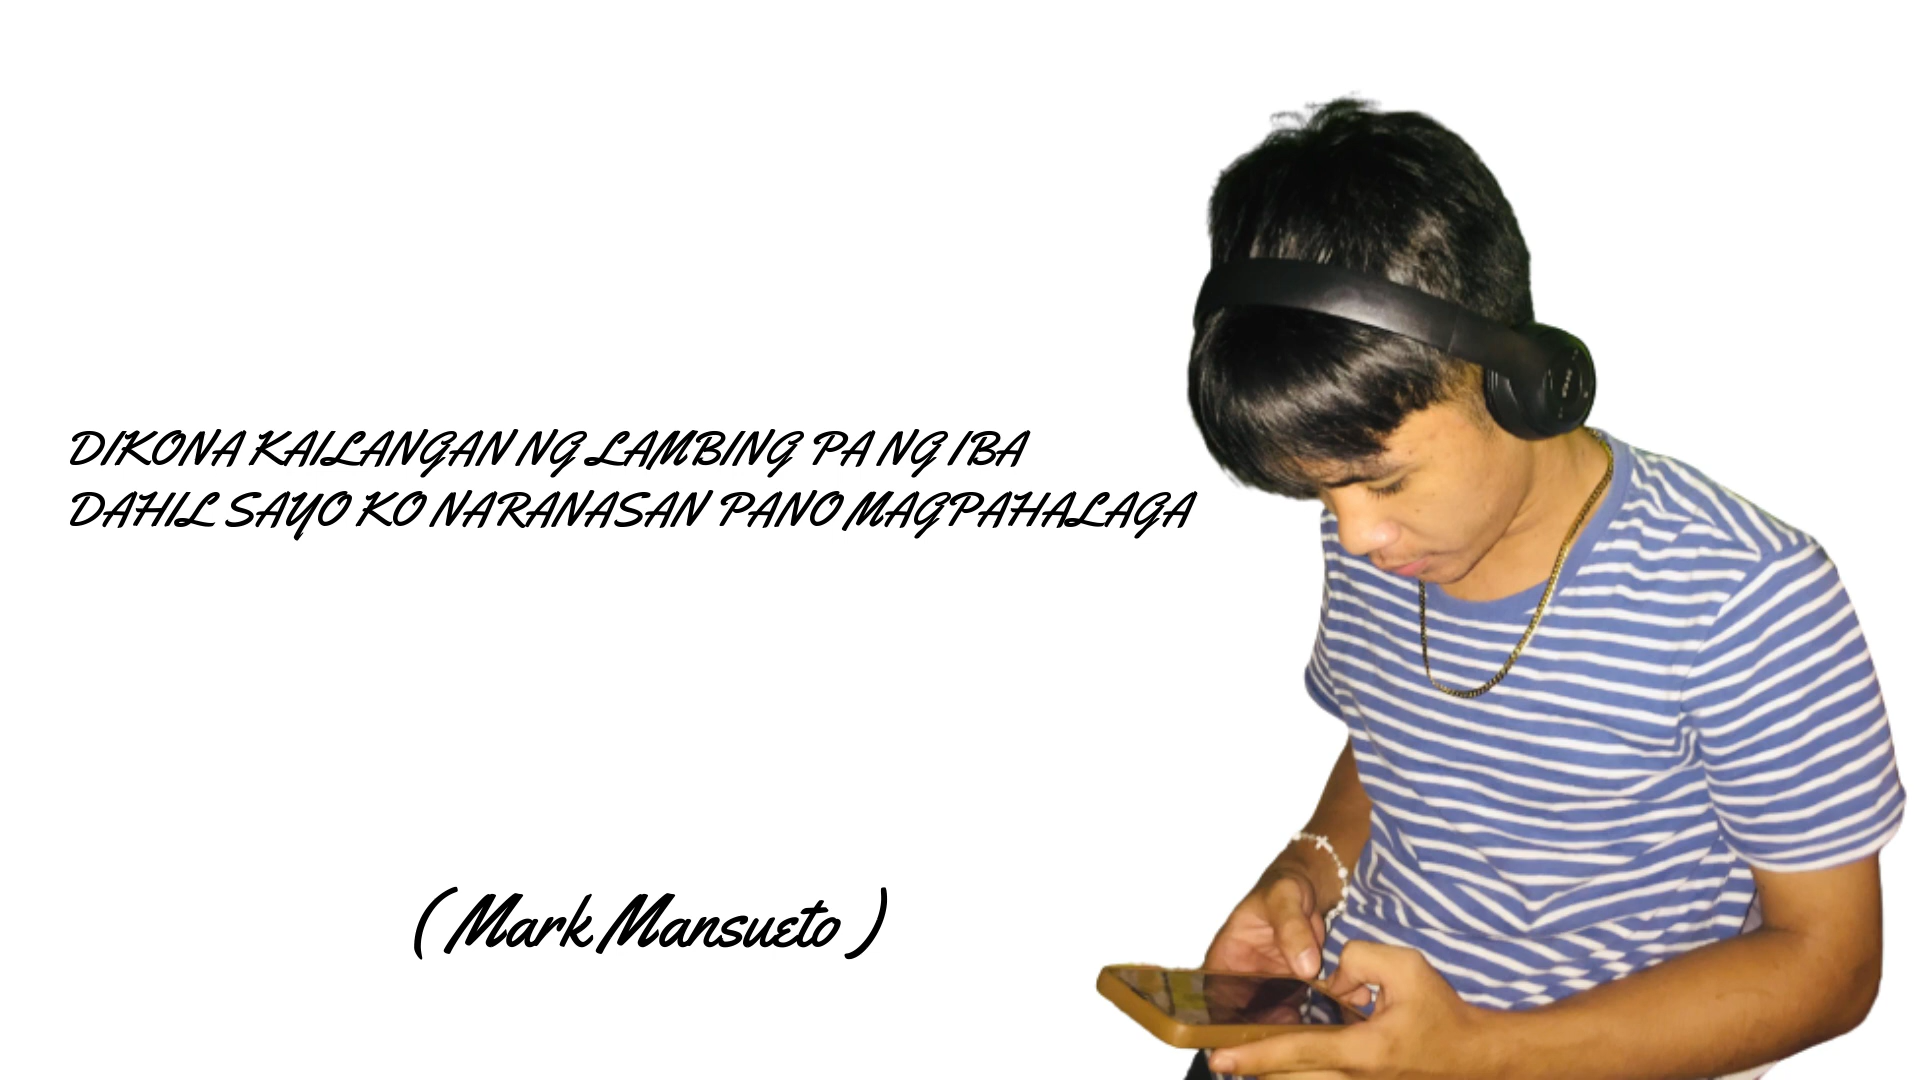 DIKONA KAILANGAN NG LAMBING PA NG IBA
DAHIL SAYO KO NARANASAN PANO MAGPAHALAGA
( Mark Mansueto )